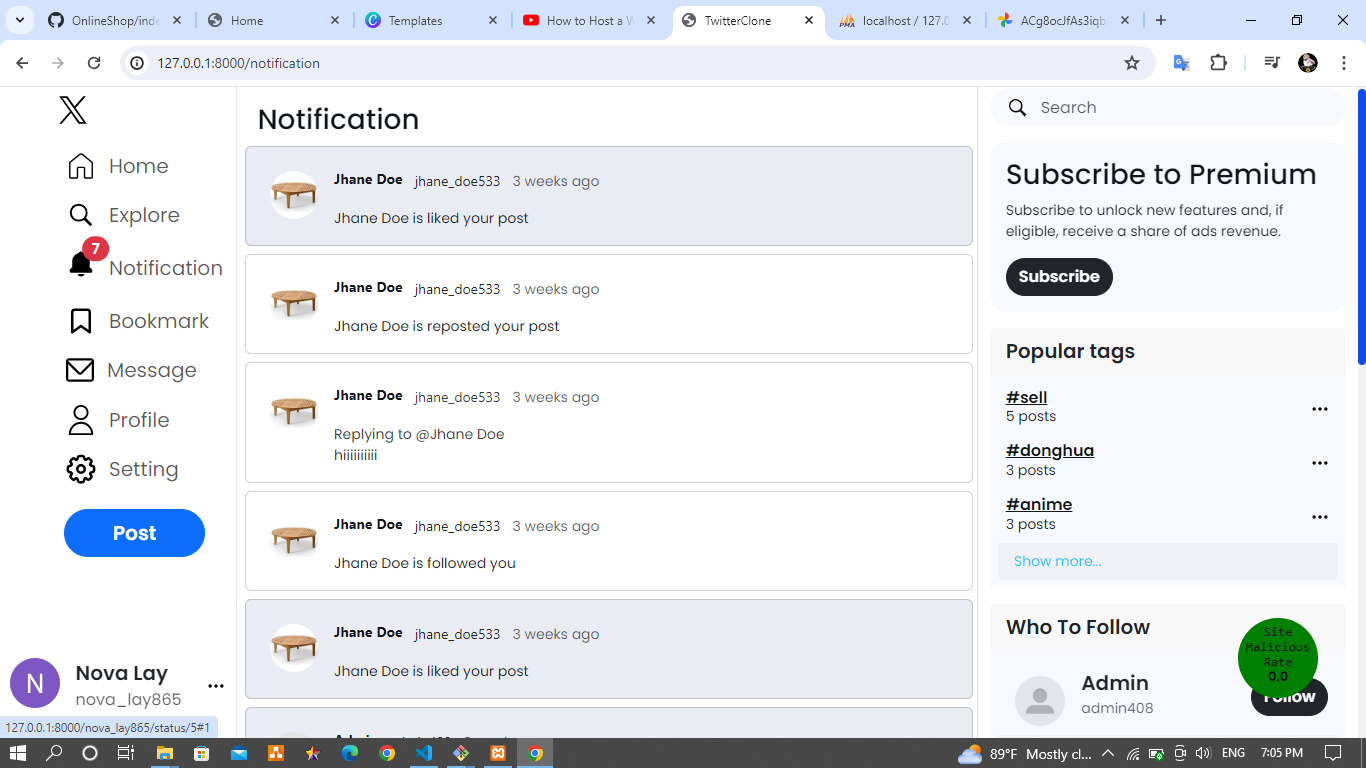 OnlineShop/inde
Home
Templates
How to Host a W
TwitterClone
localhost / 127.0
ACg8ocJfAs3iqb
127.0.0.1:8000/notification
Home
Explore
7
Notification
Bookmark
Message
Profile
Setting
Post
N
Nova Lay
nova_lay865
127.0.0.1:8000/nova_lay865/status/5#1
Notification
Jhane Doe jhane_doe533 3 weeks ago
Jhane Doe is liked your post
Jhane Doe jhane_doe533 3 weeks ago
Jhane Doe is reposted your post
Jhane Doe jhane_doe533 3 weeks ago
Replying to @Jhane Doe
hiiiiiiiiii
Jhane Doe jhane_doe533 3 weeks ago
Jhane Doe is followed you
Jhane Doe jhane_doe533 3 weeks ago
Jhane Doe is liked your post
Search
Subscribe to Premium
Subscribe to unlock new features and, if
eligible, receive a share of ads revenue.
Subscribe
Popular tags
#sell
5 posts
#donghua
3 posts
#anime
3 posts
Show more...
Who To Follow
Admin
admin408
Follow
Site
Malicious
Rate
0.0
89°F Mostly cl...
ENG
7:05 PM